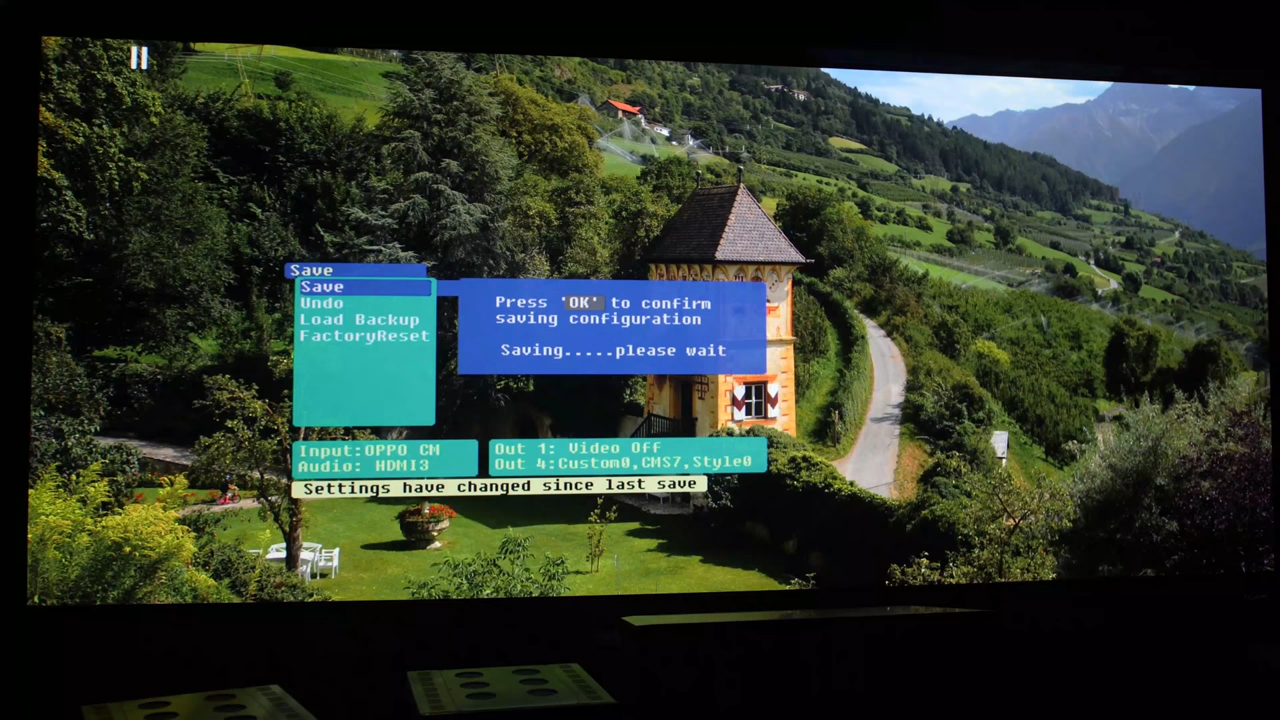 Save
Save
Undo
Load Backup
FactoryReset
Press 'OK' to confirm
saving configuration
Saving.....please wait
Input:OPPO CM
Audio: HDMI3
Out 1: Video Off
Out 4:Custom0,CMS7,Style0
Settings have changed since last save